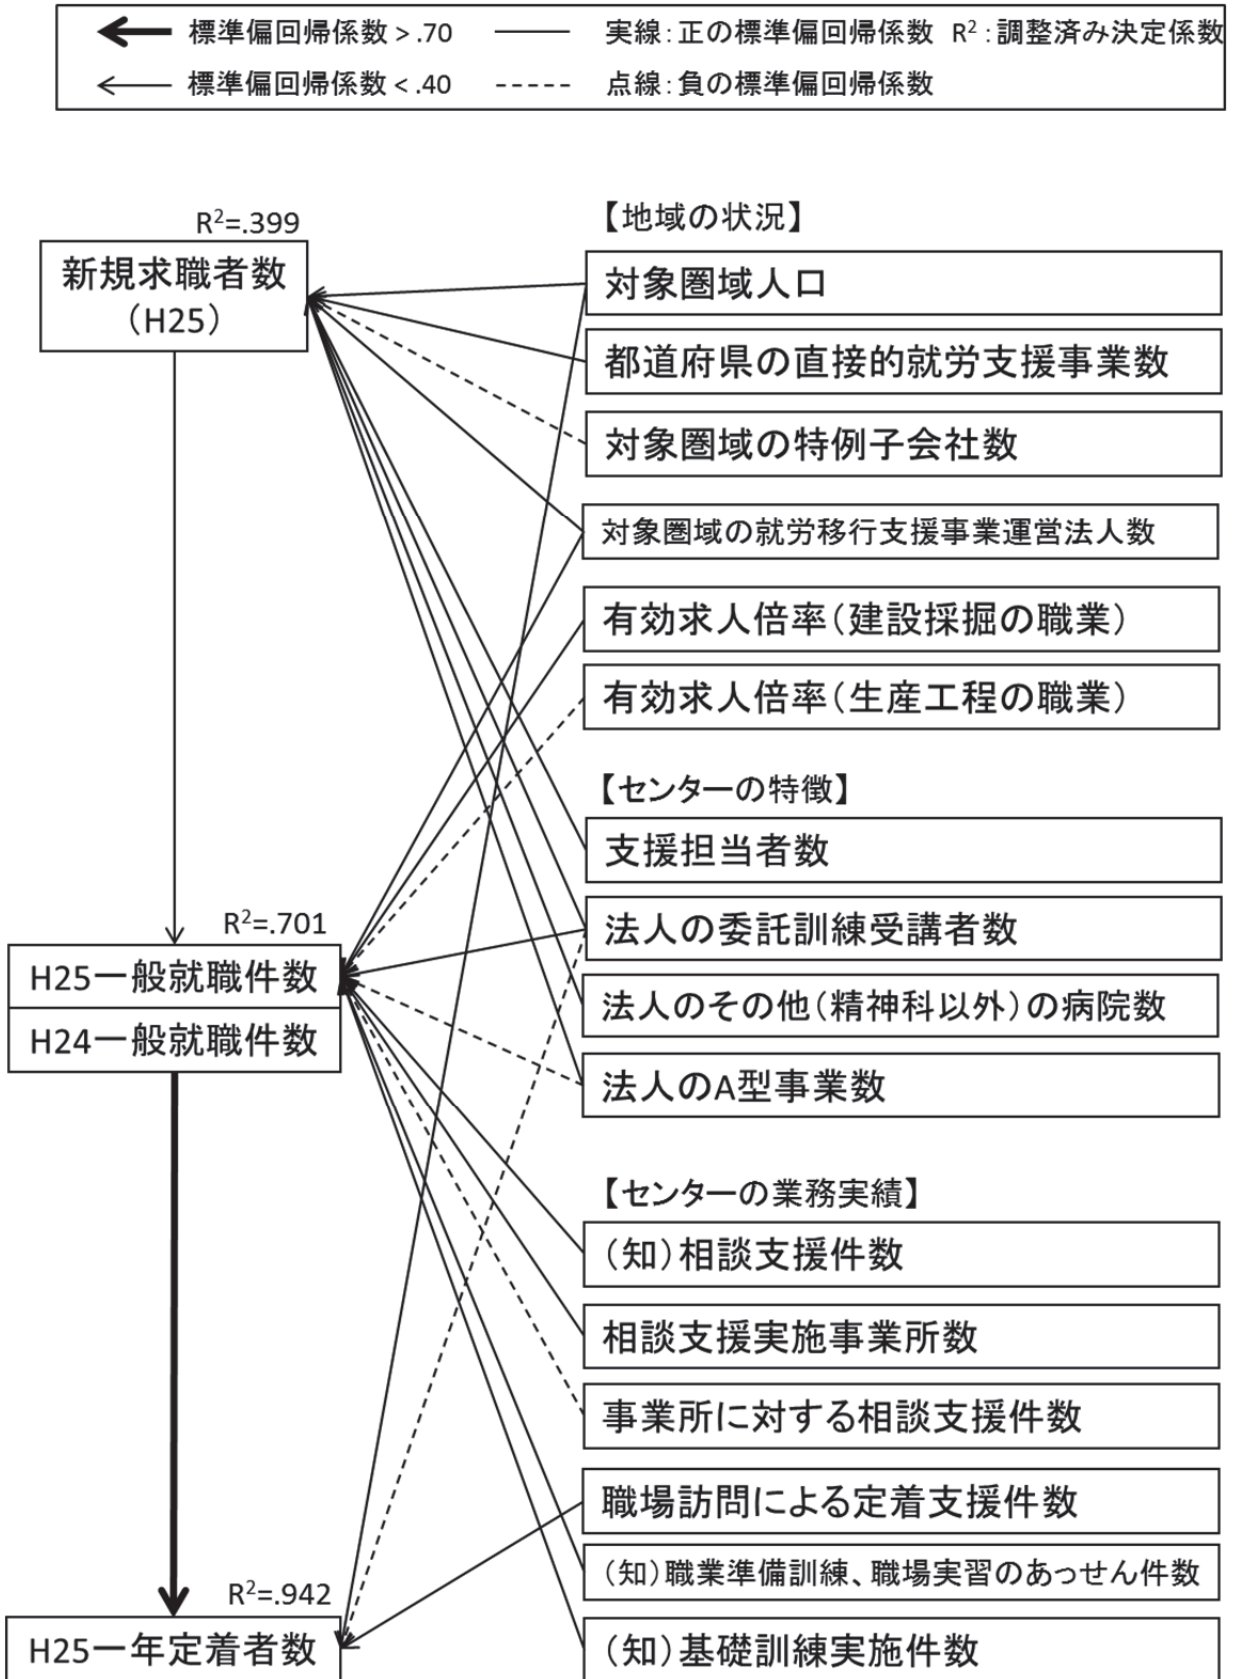 標準偏回帰係数 > .70
実線：正の標準偏回帰係数
R²：調整済み決定係数
標準偏回帰係数 < .40
点線：負の標準偏回帰係数
R²=.399
新規求職者数
（H25）
R²=.701
H25一般就職件数
H24一般就職件数
R²=.942
H25一年定着者数
【地域の状況】
対象圏域人口
都道府県の直接的就労支援事業数
対象圏域の特例子会社数
対象圏域の就労移行支援事業運営法人数
有効求人倍率（建設採掘の職業）
有効求人倍率（生産工程の職業）
【センターの特徴】
支援担当者数
法人の委託訓練受講者数
法人のその他（精神科以外）の病院数
法人のA型事業数
【センターの業務実績】
（知）相談支援件数
相談支援実施事業所数
事業所に対する相談支援件数
職場訪問による定着支援件数
（知）職業準備訓練、職場実習のあっせん件数
（知）基礎訓練実施件数